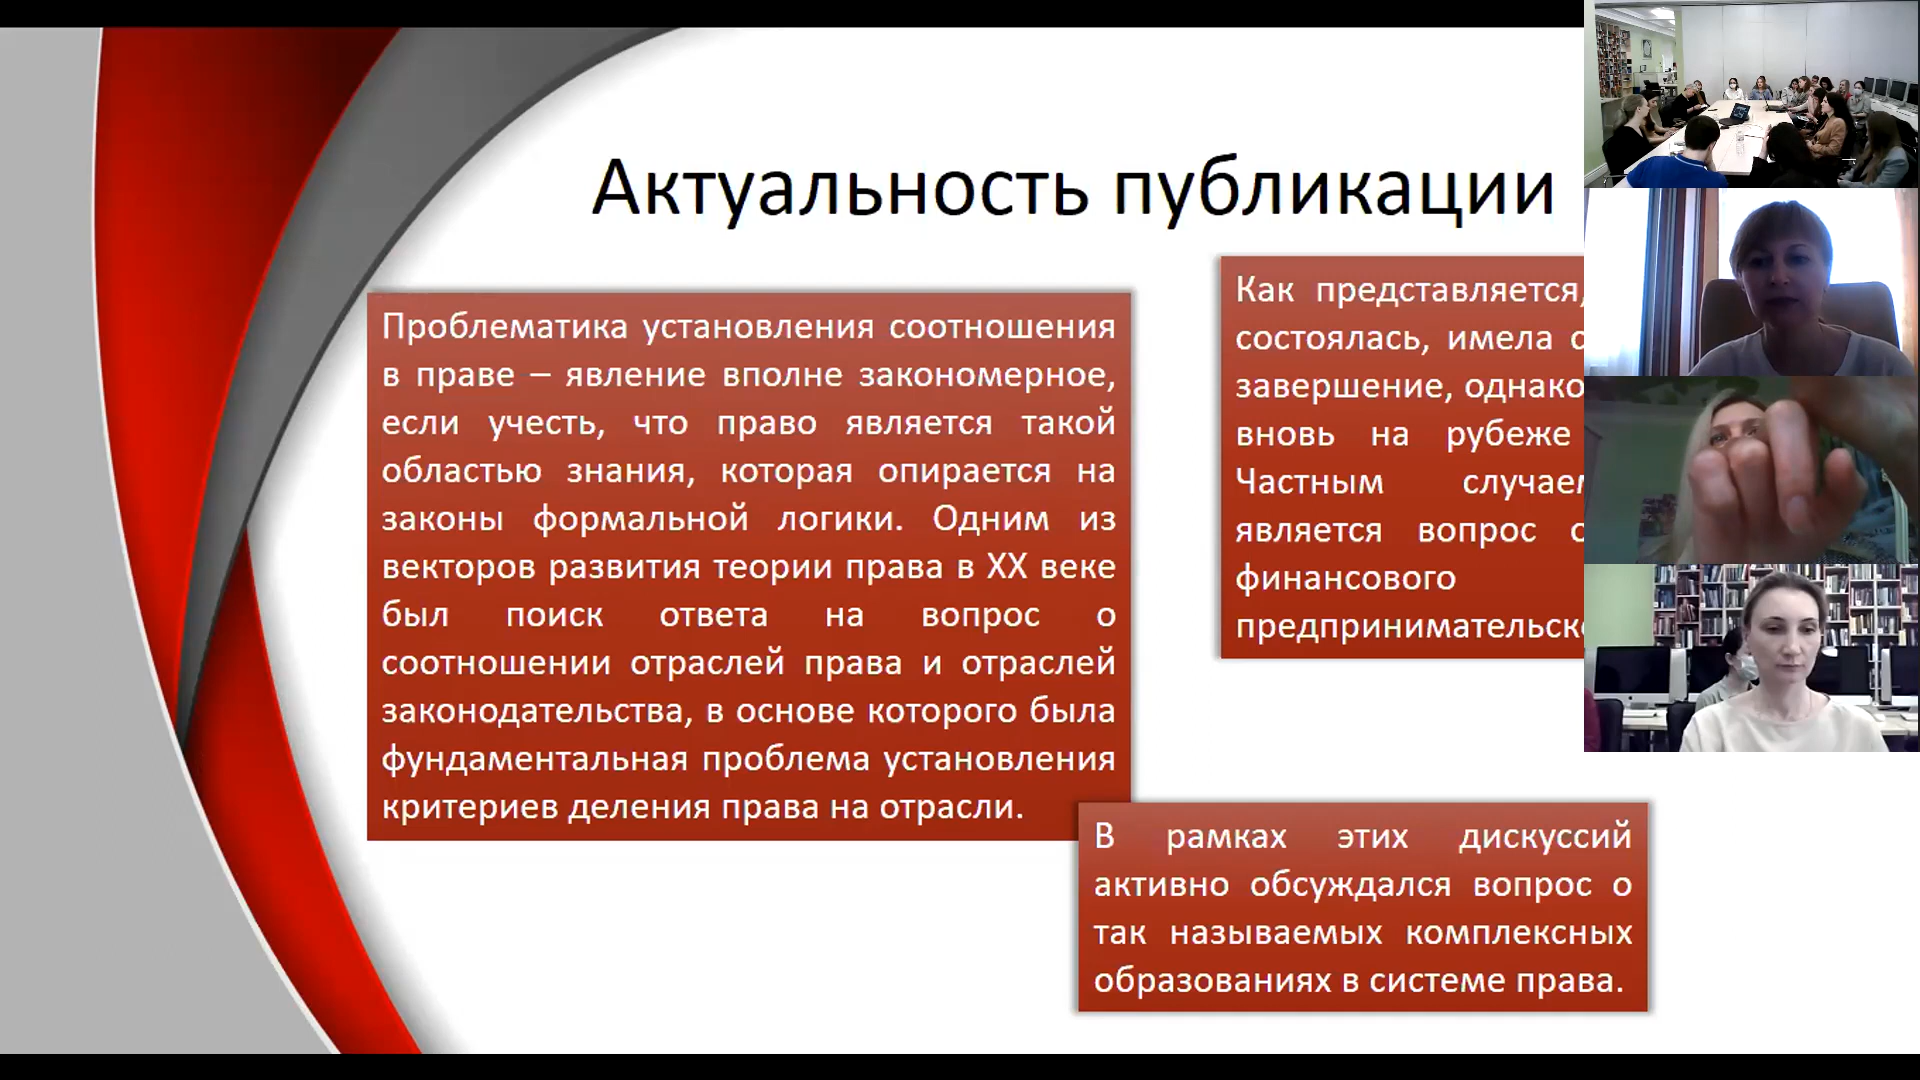 Актуальность публикации
Проблематика установления соотношения
в праве – явление вполне закономерное,
если учесть, что право является такой
областью знания, которая опирается на
законы формальной логики. Одним из
векторов развития теории права в XX веке
был поиск ответа на вопрос о
соотношении отраслей права и отраслей
законодательства, в основе которого была
фундаментальная проблема установления
критериев деления права на отрасли.
Как представляется,
состоялась, имела
завершение, однако
вновь на рубеже
Частным
является вопрос
финансового
В рамках этих дискуссий
активно обсуждался вопрос о
так называемых комплексных
образованиях в системе права.